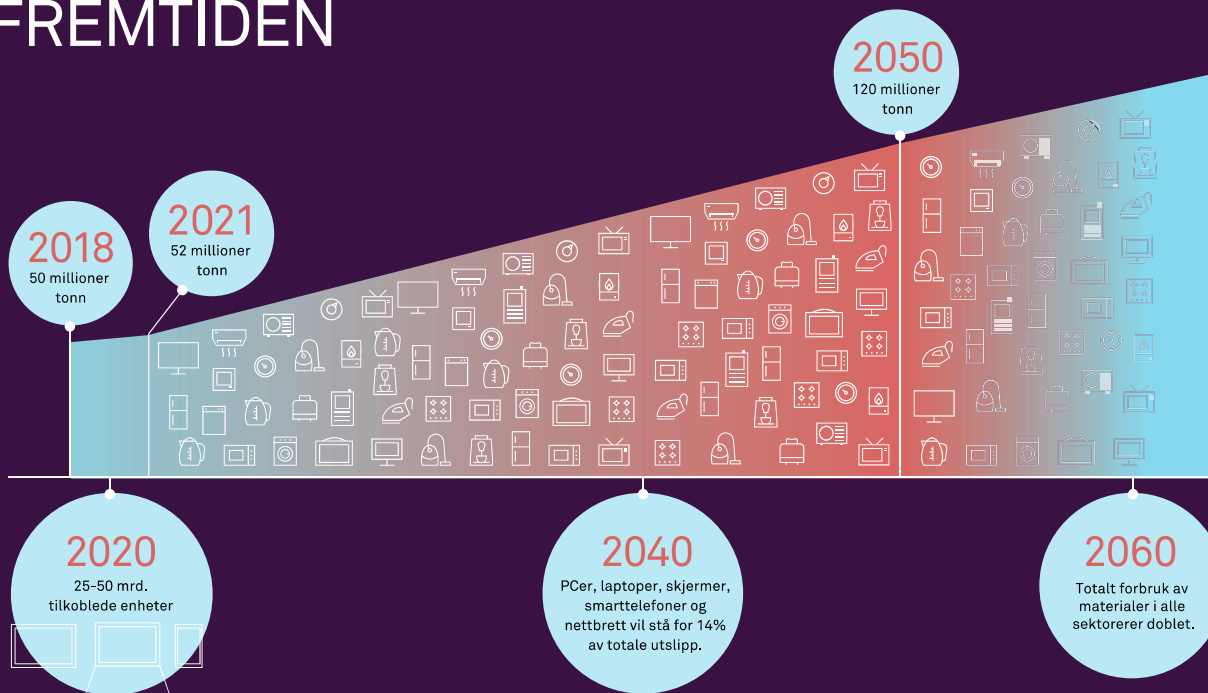 FREMTIDEN
2050
120 millioner
tonn
2021
52 millioner
tonn
2018
50 millioner
tonn
2020
25-50 mrd.
tilkoblede enheter
2040
PCer, laptoper, skjermer,
smarttelefoner og
nettbrett vil stå for 14%
av totale utslipp.
2060
Totalt forbruk av
materialer i alle
sektorerer doblet.